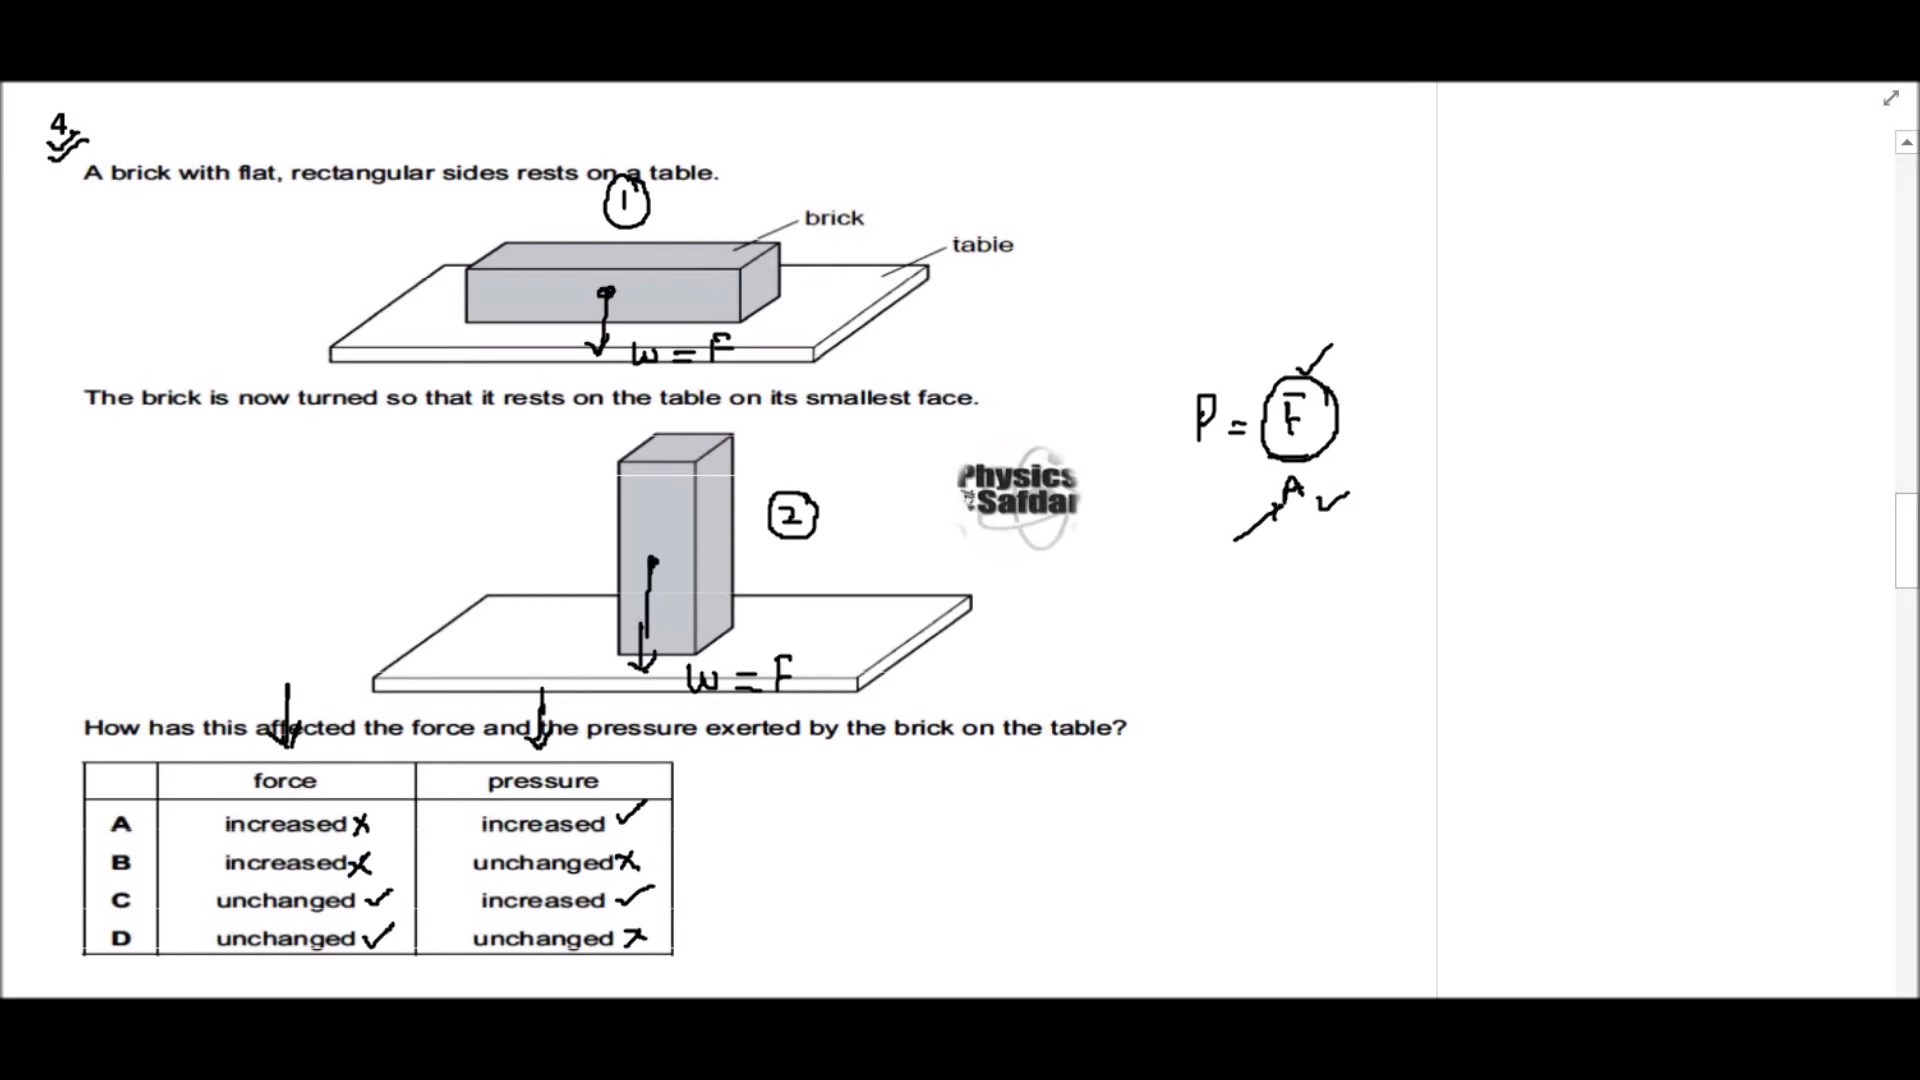 4.
A brick with flat, rectangular sides rests on a table.
1
brick
table
W = F
The brick is now turned so that it rests on the table on its smallest face.
P = F
A
Physics
Safdar
2
W = F
How has this affected the force and the pressure exerted by the brick on the table?
force pressure
A increased x increased ✓
B increased x unchanged x
C unchanged ✓ increased ✓
D unchanged ✓ unchanged x